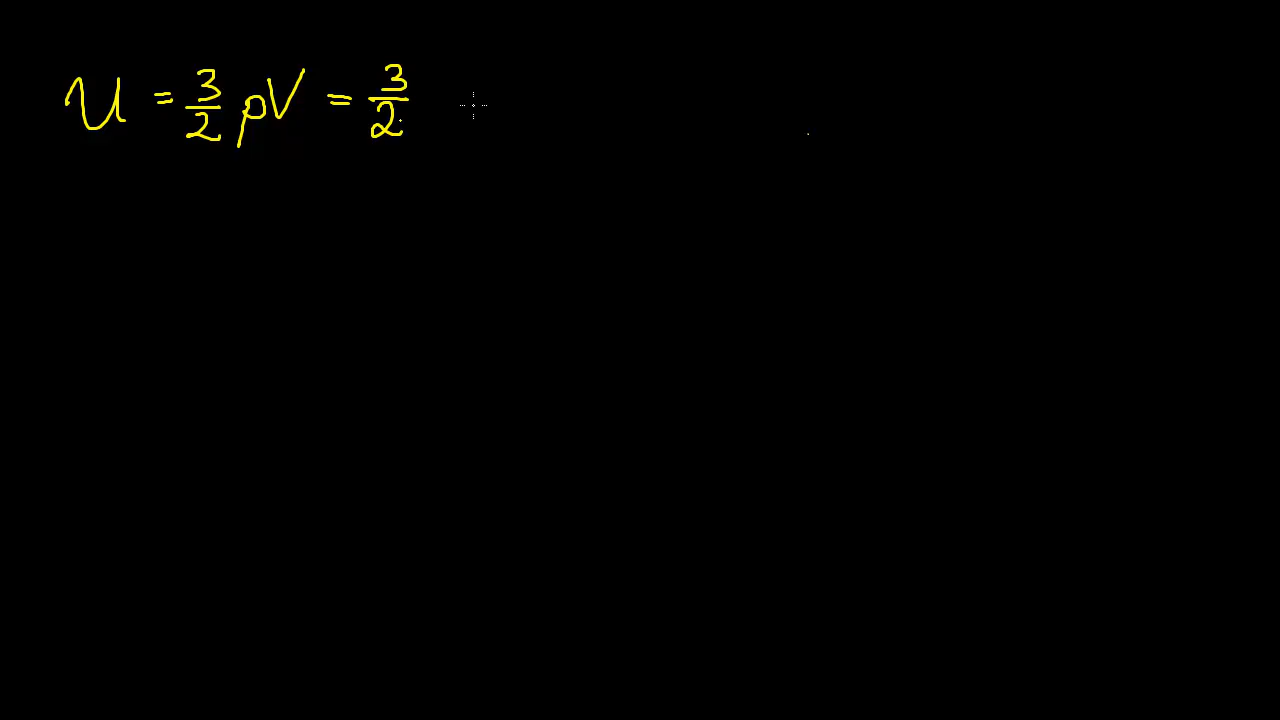 U = 3/2 pV = 3/2